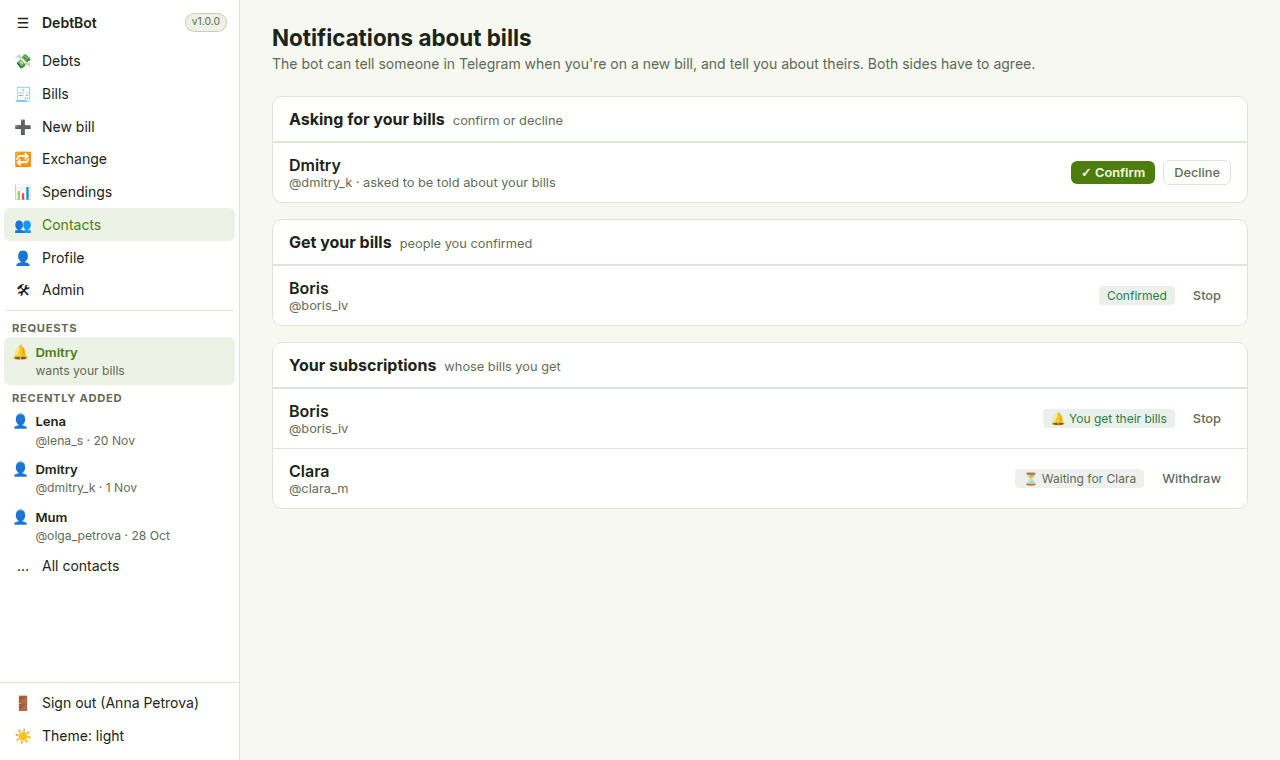 ☰ DebtBot v1.0.0
💸 Debts
🧾 Bills
➕ New bill
🔁 Exchange
📊 Spendings
👥 Contacts
👤 Profile
🛠 Admin
REQUESTS
🔔 Dmitry
wants your bills
RECENTLY ADDED
👤 Lena
@lena_s · 20 Nov
👤 Dmitry
@dmitry_k · 1 Nov
👤 Mum
@olga_petrova · 28 Oct
… All contacts
🚪 Sign out (Anna Petrova)
☀️ Theme: light
Notifications about bills
The bot can tell someone in Telegram when you're on a new bill, and tell you about theirs. Both sides have to agree.
Asking for your bills confirm or decline
Dmitry
@dmitry_k · asked to be told about your bills
✓ Confirm Decline
Get your bills people you confirmed
Boris
@boris_iv
Confirmed Stop
Your subscriptions whose bills you get
Boris
@boris_iv
🔔 You get their bills Stop
Clara
@clara_m
⏳ Waiting for Clara Withdraw